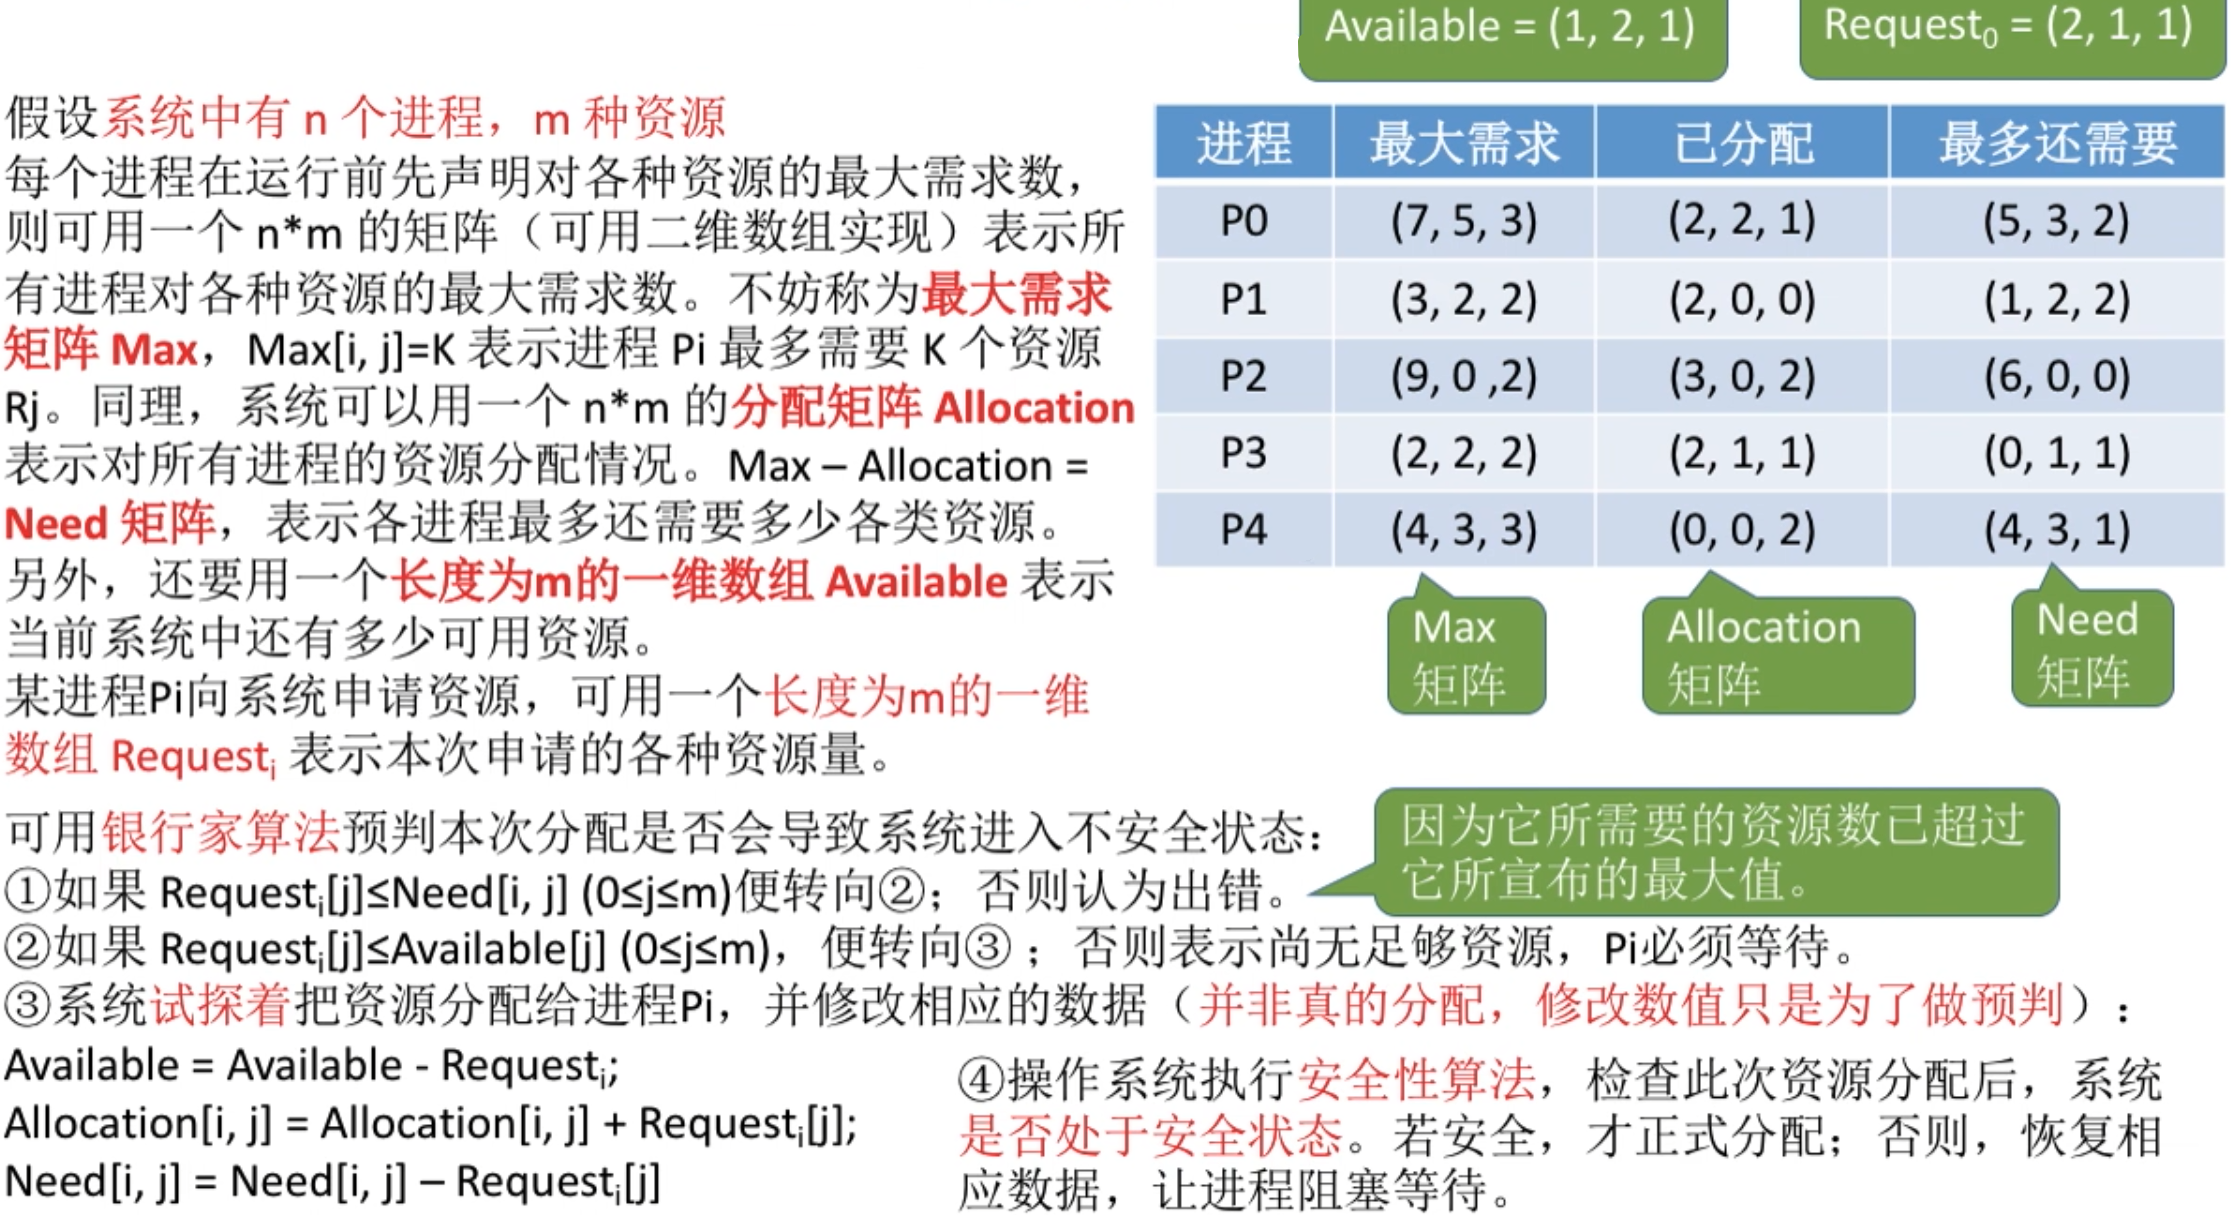 Available = (1, 2, 1)
Request₀ = (2, 1, 1)
假设系统中有 n 个进程，m 种资源
每个进程在运行前先声明对各种资源的最大需求数，
则可用一个 n*m 的矩阵（可用二维数组实现）表示所
有进程对各种资源的最大需求数。不妨称为最大需求
矩阵 Max，Max[i, j]=K 表示进程 Pi 最多需要 K 个资源
Rj。同理，系统可以用一个 n*m 的分配矩阵 Allocation
表示对所有进程的资源分配情况。Max – Allocation =
Need 矩阵，表示各进程最多还需要多少各类资源。
另外，还要用一个长度为m的一维数组 Available 表示
当前系统中还有多少可用资源。
某进程Pi向系统申请资源，可用一个长度为m的一维
数组 Requestᵢ 表示本次申请的各种资源量。
进程 最大需求 已分配 最多还需要
P0 (7, 5, 3) (2, 2, 1) (5, 3, 2)
P1 (3, 2, 2) (2, 0, 0) (1, 2, 2)
P2 (9, 0 ,2) (3, 0, 2) (6, 0, 0)
P3 (2, 2, 2) (2, 1, 1) (0, 1, 1)
P4 (4, 3, 3) (0, 0, 2) (4, 3, 1)
Max
矩阵
Allocation
矩阵
Need
矩阵
可用银行家算法预判本次分配是否会导致系统进入不安全状态：
①如果 Requestᵢ[j]≤Need[i, j] (0≤j≤m)便转向②；否则认为出错。
因为它所需要的资源数已超过
它所宣布的最大值。
②如果 Requestᵢ[j]≤Available[j] (0≤j≤m)，便转向③；否则表示尚无足够资源，Pi必须等待。
③系统试探着把资源分配给进程Pi，并修改相应的数据（并非真的分配，修改数值只是为了做预判）：
Available = Available - Requestᵢ;
Allocation[i, j] = Allocation[i, j] + Requestᵢ[j];
Need[i, j] = Need[i, j] – Requestᵢ[j]
④操作系统执行安全性算法，检查此次资源分配后，系统
是否处于安全状态。若安全，才正式分配；否则，恢复相
应数据，让进程阻塞等待。